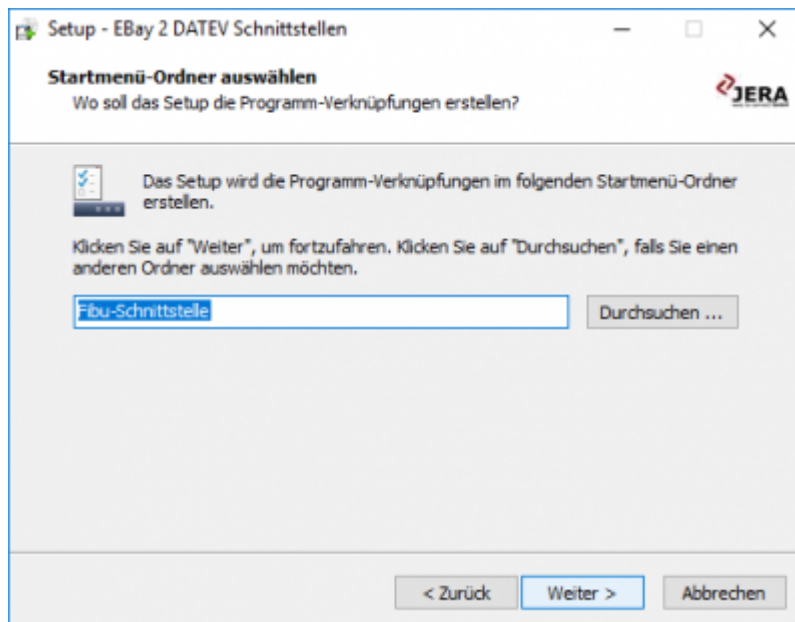 Setup - EBay 2 DATEV Schnittstellen
Startmenü-Ordner auswählen
Wo soll das Setup die Programm-Verknüpfungen erstellen?
JERA
Das Setup wird die Programm-Verknüpfungen im folgenden Startmenü-Ordner
erstellen.
Klicken Sie auf "Weiter", um fortzufahren. Klicken Sie auf "Durchsuchen", falls Sie einen
anderen Ordner auswählen möchten.
Fibu-Schnittstelle
Durchsuchen ...
< Zurück
Weiter >
Abbrechen